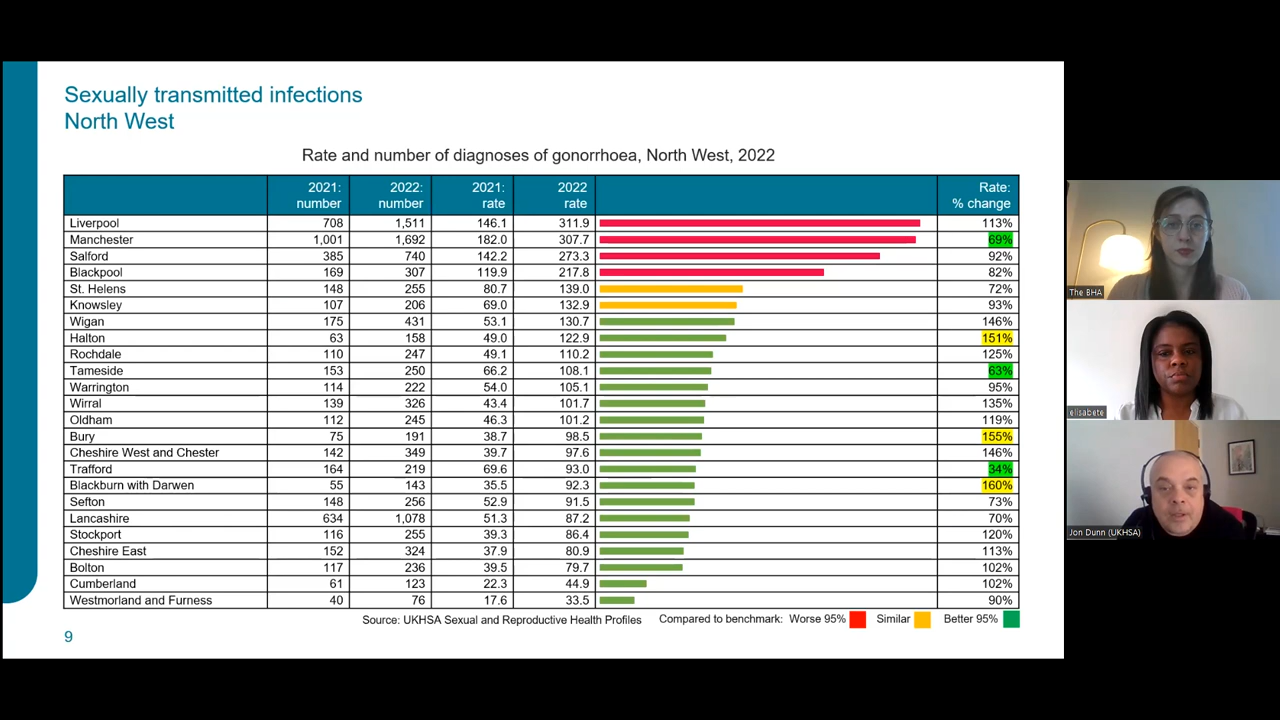 Sexually transmitted infections
North West
Rate and number of diagnoses of gonorrhoea, North West, 2022
2021: number 2022: number 2021: rate 2022 rate Rate: % change
Liverpool 708 1,511 146.1 311.9 113%
Manchester 1,001 1,692 182.0 307.7 69%
Salford 385 740 142.2 273.3 92%
Blackpool 169 307 119.9 217.8 82%
St. Helens 148 255 80.7 139.0 72%
Knowsley 107 206 69.0 132.9 93%
Wigan 175 431 53.1 130.7 146%
Halton 63 158 49.0 122.9 151%
Rochdale 110 247 49.1 110.2 125%
Tameside 153 250 66.2 108.1 63%
Warrington 114 222 54.0 105.1 95%
Wirral 139 326 43.4 101.7 135%
Oldham 112 245 46.3 101.2 119%
Bury 75 191 38.7 98.5 155%
Cheshire West and Chester 142 349 39.7 97.6 146%
Trafford 164 219 69.6 93.0 34%
Blackburn with Darwen 55 143 35.5 92.3 160%
Sefton 148 256 52.9 91.5 73%
Lancashire 634 1,078 51.3 87.2 70%
Stockport 116 255 39.3 86.4 120%
Cheshire East 152 324 37.9 80.9 113%
Bolton 117 236 39.5 79.7 102%
Cumberland 61 123 22.3 44.9 102%
Westmorland and Furness 40 76 17.6 33.5 90%
Source: UKHSA Sexual and Reproductive Health Profiles Compared to benchmark: Worse 95% Similar Better 95%
9
The BHA
elisabete
Jon Dunn (UKHSA)